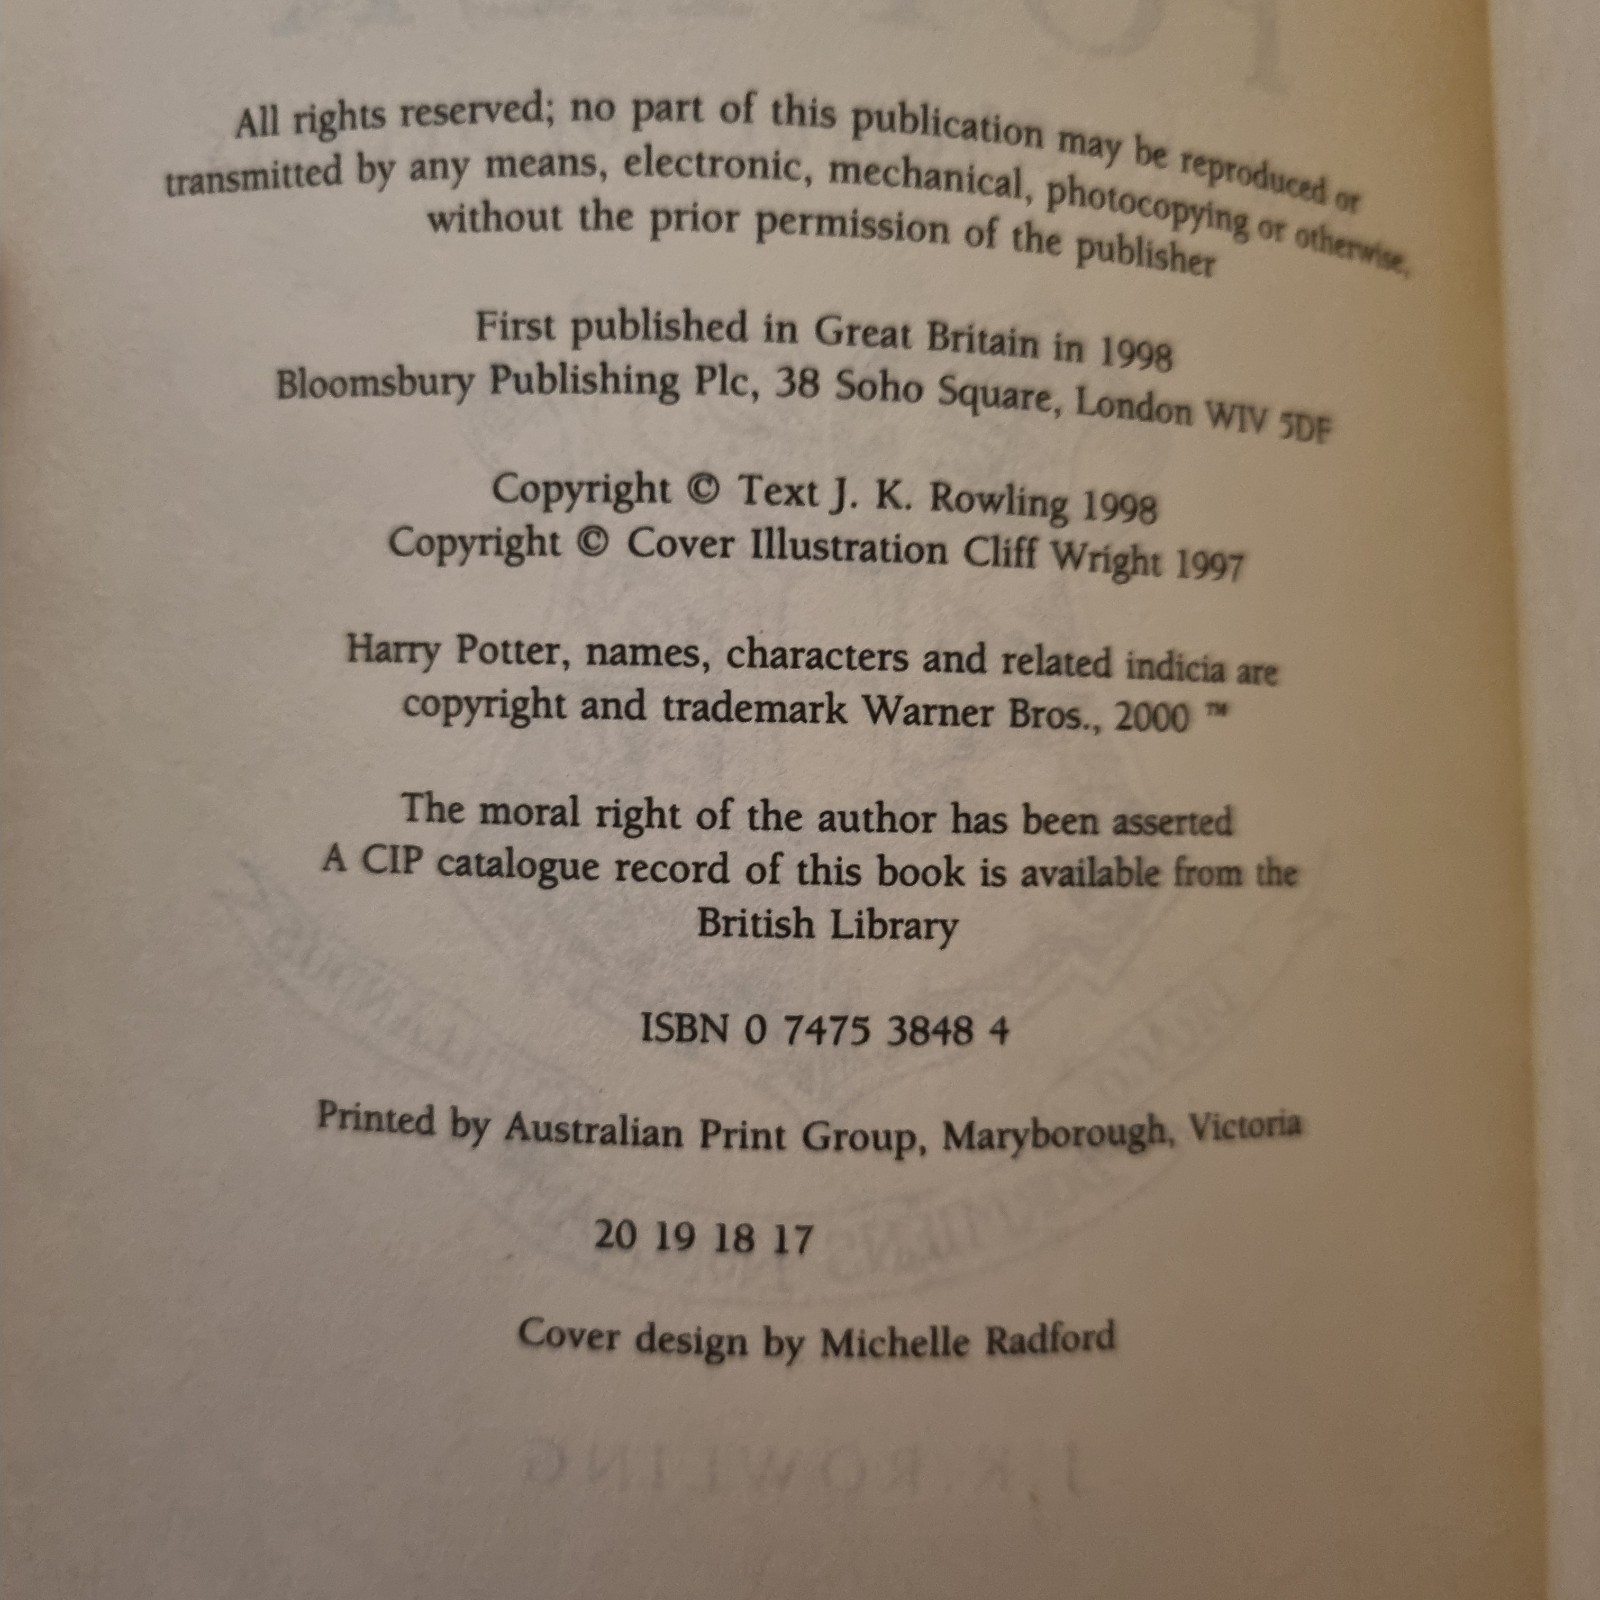 All rights reserved; no part of this publication may be reproduced or
transmitted by any means, electronic, mechanical, photocopying or otherwise,
without the prior permission of the publisher
First published in Great Britain in 1998
Bloomsbury Publishing Plc, 38 Soho Square, London W1V 5DF
Copyright © Text J. K. Rowling 1998
Copyright © Cover Illustration Cliff Wright 1997
Harry Potter, names, characters and related indicia are
copyright and trademark Warner Bros., 2000 ™
The moral right of the author has been asserted
A CIP catalogue record of this book is available from the
British Library
ISBN 0 7475 3848 4
Printed by Australian Print Group, Maryborough, Victoria
20 19 18 17
Cover design by Michelle Radford
J. K. ROWLING